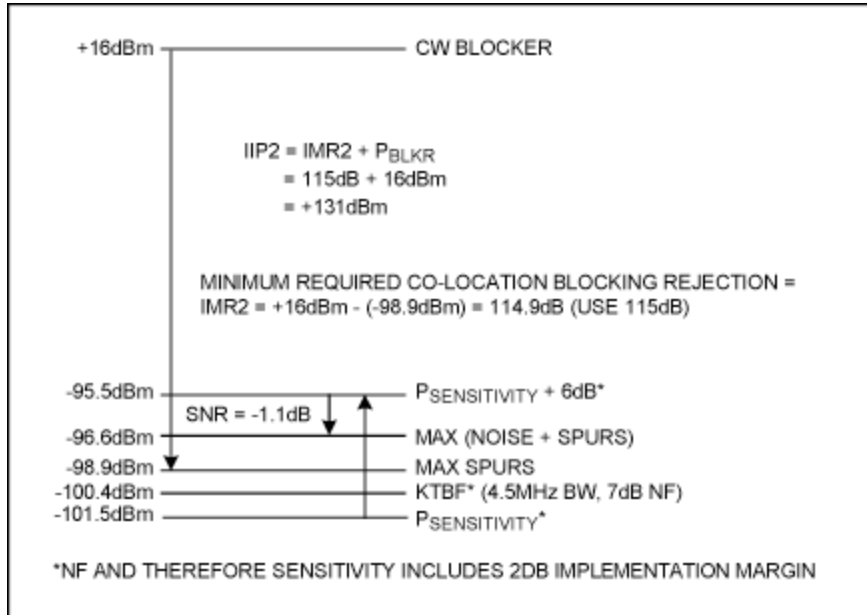 +16dBm CW BLOCKER
IIP2 = IMR2 + PBLKR
= 115dB + 16dBm
= +131dBm
MINIMUM REQUIRED CO-LOCATION BLOCKING REJECTION =
IMR2 = +16dBm - (-98.9dBm) = 114.9dB (USE 115dB)
-95.5dBm PSENSITIVITY + 6dB*
SNR = -1.1dB
-96.6dBm MAX (NOISE + SPURS)
-98.9dBm MAX SPURS
-100.4dBm KTBF* (4.5MHz BW, 7dB NF)
-101.5dBm PSENSITIVITY*
*NF AND THEREFORE SENSITIVITY INCLUDES 2DB IMPLEMENTATION MARGIN